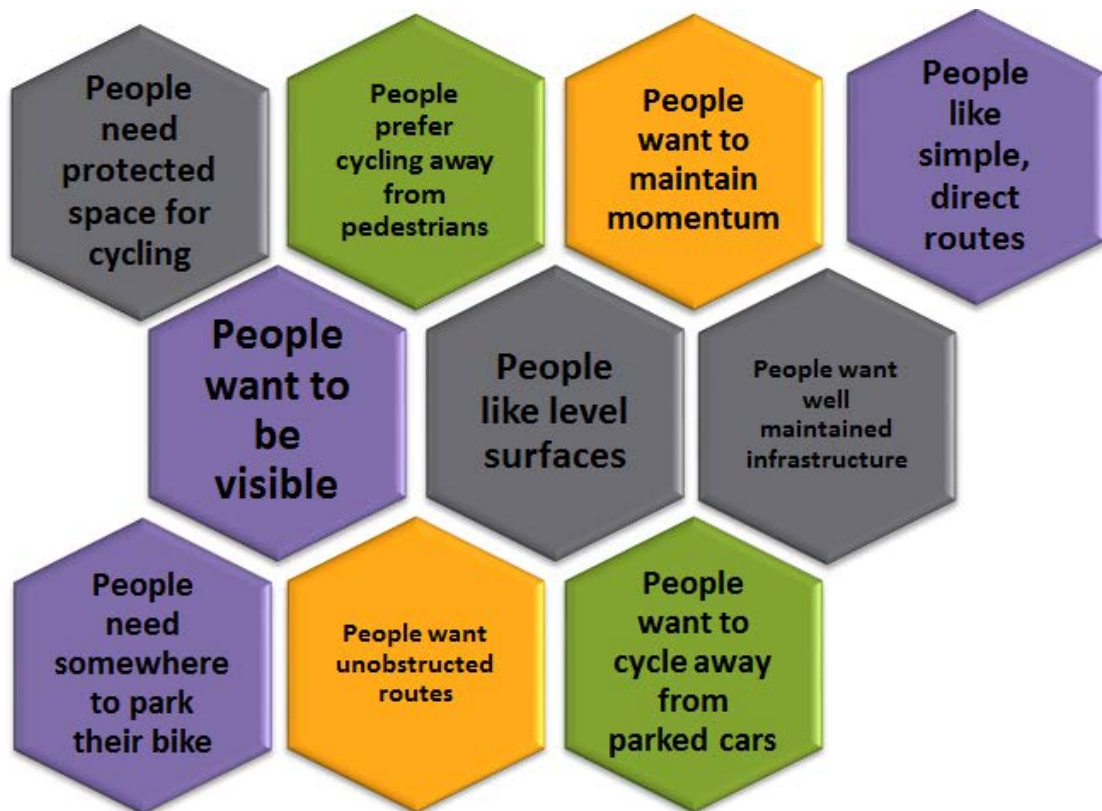 People
need
protected
space for
cycling
People
prefer
cycling away
from
pedestrians
People
want to
maintain
momentum
People
like
simple,
direct
routes
People
want to
be
visible
People
like level
surfaces
People want
well
maintained
infrastructure
People
need
somewhere
to park
their bike
People want
unobstructed
routes
People
want to
cycle away
from
parked cars